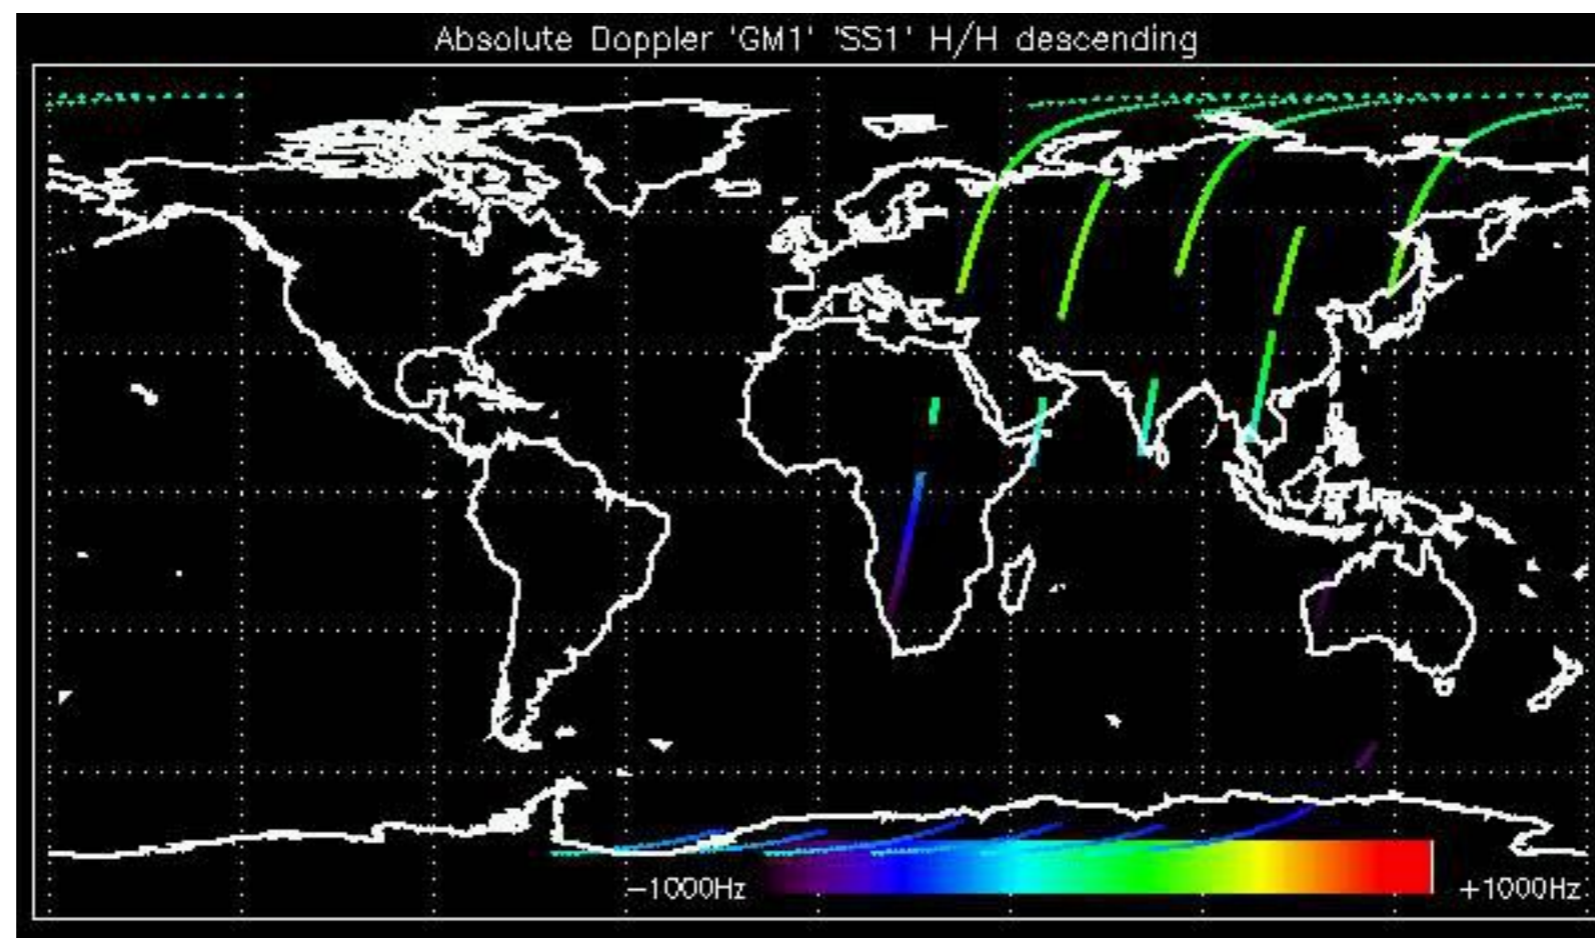 Absolute Doppler 'GM1' 'SS1' H/H descending
-1000Hz +1000Hz